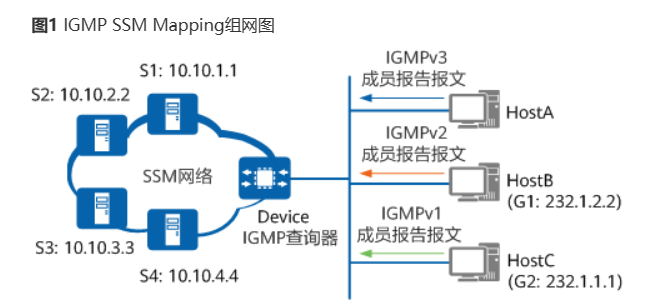 图1 IGMP SSM Mapping组网图
S1: 10.10.1.1
S2: 10.10.2.2
SSM网络
S3: 10.10.3.3
S4: 10.10.4.4
Device
IGMP查询器
IGMPv3
成员报告报文
HostA
IGMPv2
成员报告报文
HostB
(G1: 232.1.2.2)
IGMPv1
成员报告报文
HostC
(G2: 232.1.1.1)